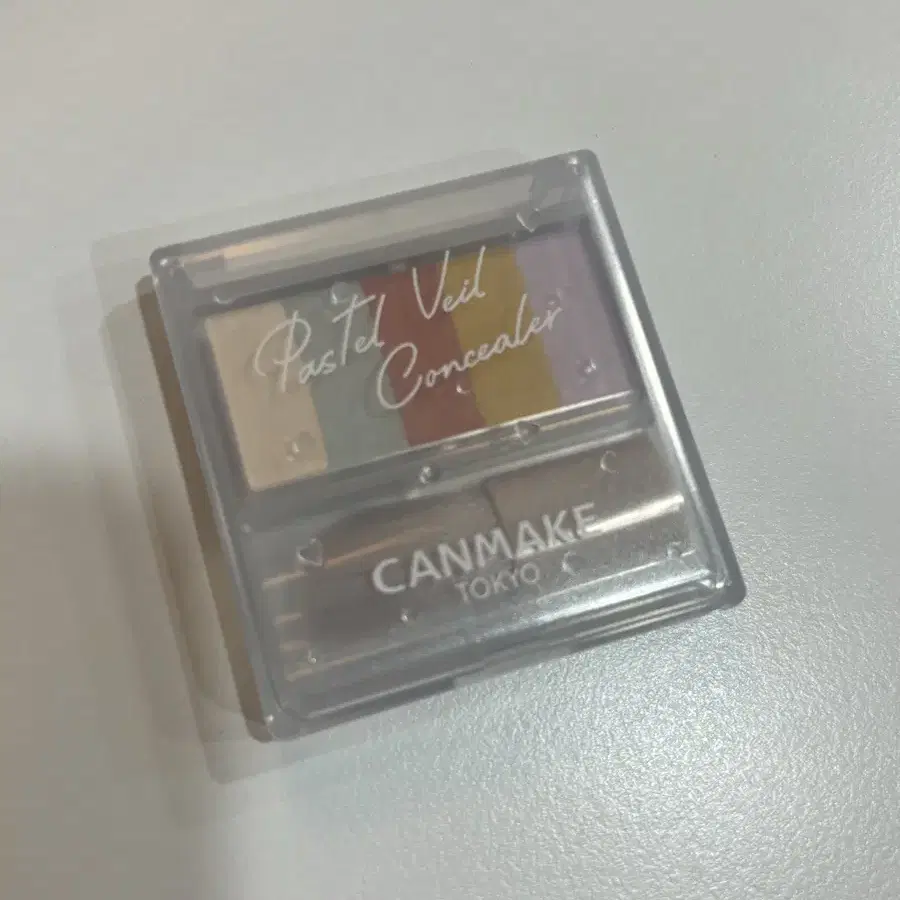 Pastel Veil
Concealer
CANMAKE
TOKYO